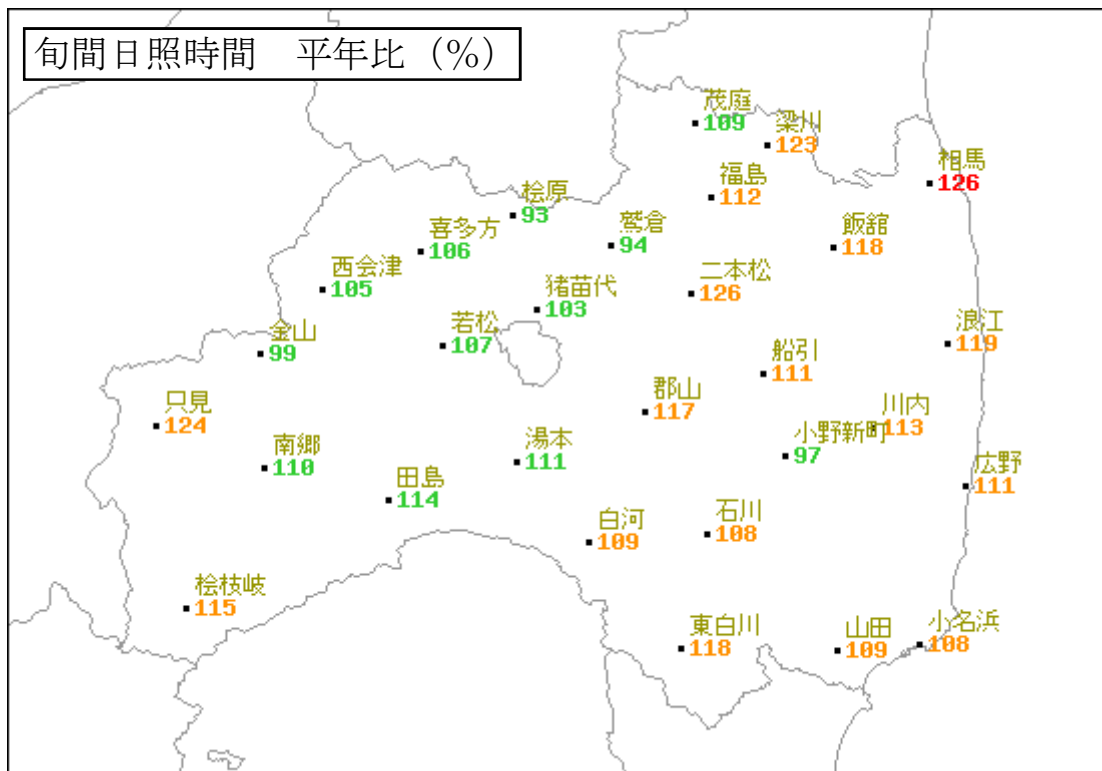 旬間日照時間　平年比（％）
茂庭
109
梁川
123
相馬
126
福島
112
桧原
93
鷲倉
94
喜多方
106
飯舘
118
西会津
105
二本松
126
猪苗代
103
金山
99
若松
107
浪江
119
船引
111
只見
124
郡山
117
川内
113
小野新町
97
南郷
110
湯本
111
広野
111
田島
114
白河
109
石川
108
桧枝岐
115
東白川
118
山田
109
小名浜
108